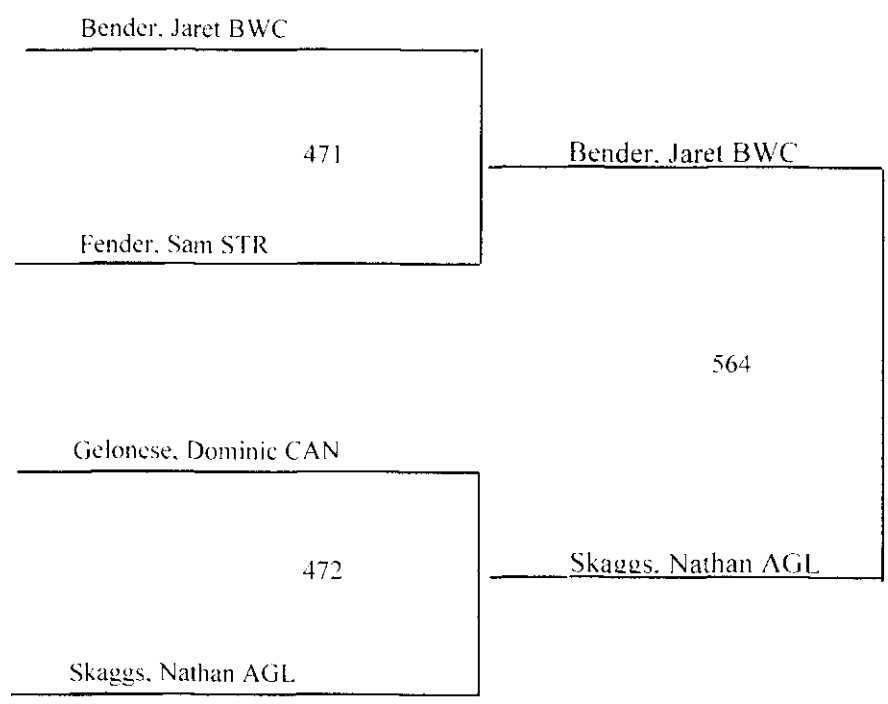 Bender, Jaret BWC
471
Bender, Jaret BWC
Fender, Sam STR
564
Gelonese, Dominic CAN
472
Skaggs, Nathan AGL
Skaggs, Nathan AGL